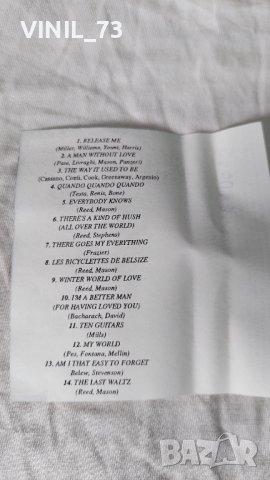 VINIL_73
1. RELEASE ME
(Miller, Williams, Yount, Harris)
2. A MAN WITHOUT LOVE
(Pace, Livraghi, Mason, Panzeri)
3. THE WAY IT USED TO BE
(Cassano, Conti, Cook, Greenaway, Argenio)
4. QUANDO QUANDO QUANDO
(Testa, Renis, Boone)
5. EVERYBODY KNOWS
(Reed, Mason)
6. THERE'S A KIND OF HUSH
(ALL OVER THE WORLD)
(Reed, Stephens)
7. THERE GOES MY EVERYTHING
(Frazier)
8. LES BICYCLETTES DE BELSIZE
(Reed, Mason)
9. WINTER WORLD OF LOVE
(Reed, Mason)
10. I'M A BETTER MAN
(FOR HAVING LOVED YOU)
(Bacharach, David)
11. TEN GUITARS
(Mills)
12. MY WORLD
(Pes, Fontana, Mellin)
13. AM I THAT EASY TO FORGET
Belew, Stevenson)
14. THE LAST WALTZ
(Reed, Mason)
BAZAR
bg